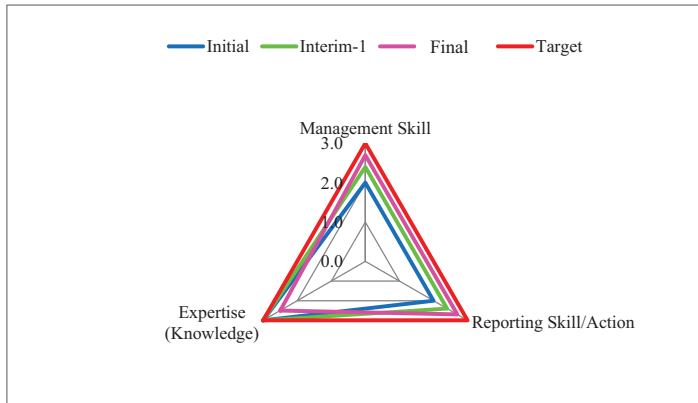 Initial Interim-1 Final Target
Management Skill
3.0
2.0
1.0
0.0
Expertise
(Knowledge)
Reporting Skill/Action